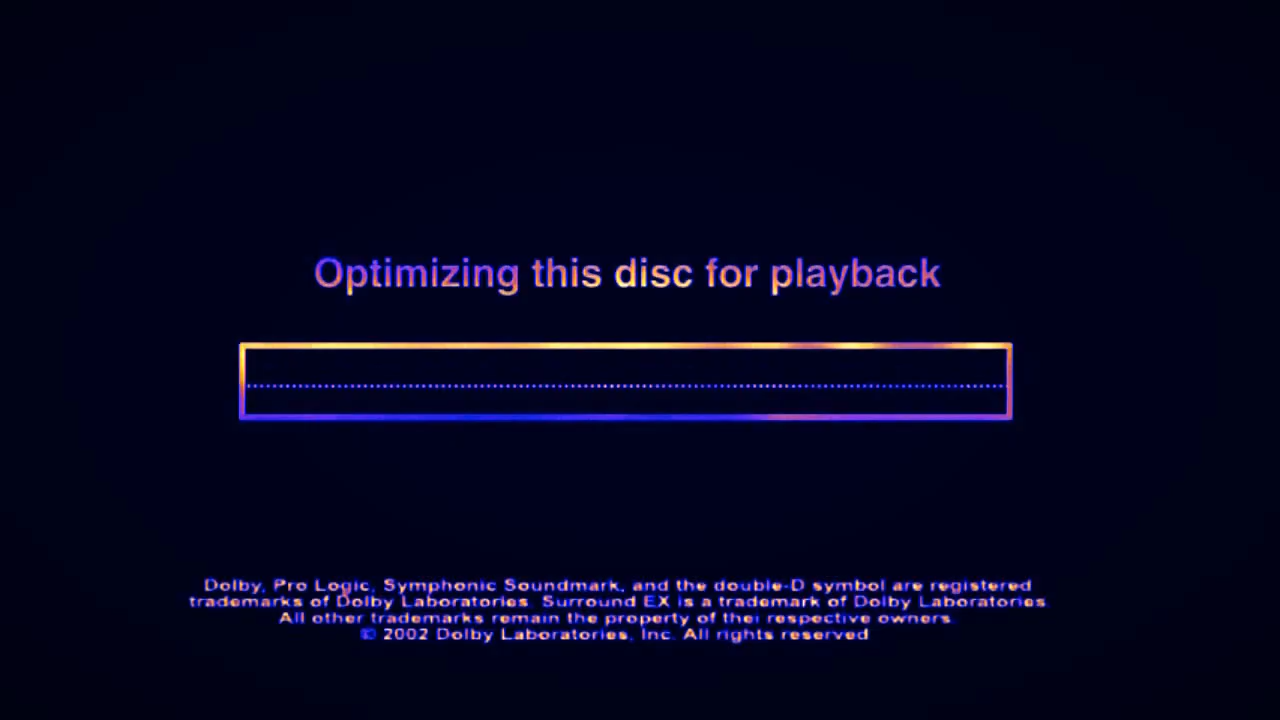 Optimizing this disc for playback
Dolby, Pro Logic, Symphonic Soundmark, and the double-D symbol are registered
trademarks of Dolby Laboratories. Surround EX is a trademark of Dolby Laboratories.
All other trademarks remain the property of thei respective owners.
© 2002 Dolby Laboratories, Inc. All rights reserved